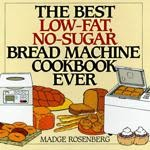 THE BEST
LOW-FAT,
NO-SUGAR
BREAD MACHINE
COOKBOOK
EVER
MADGE ROSENBERG